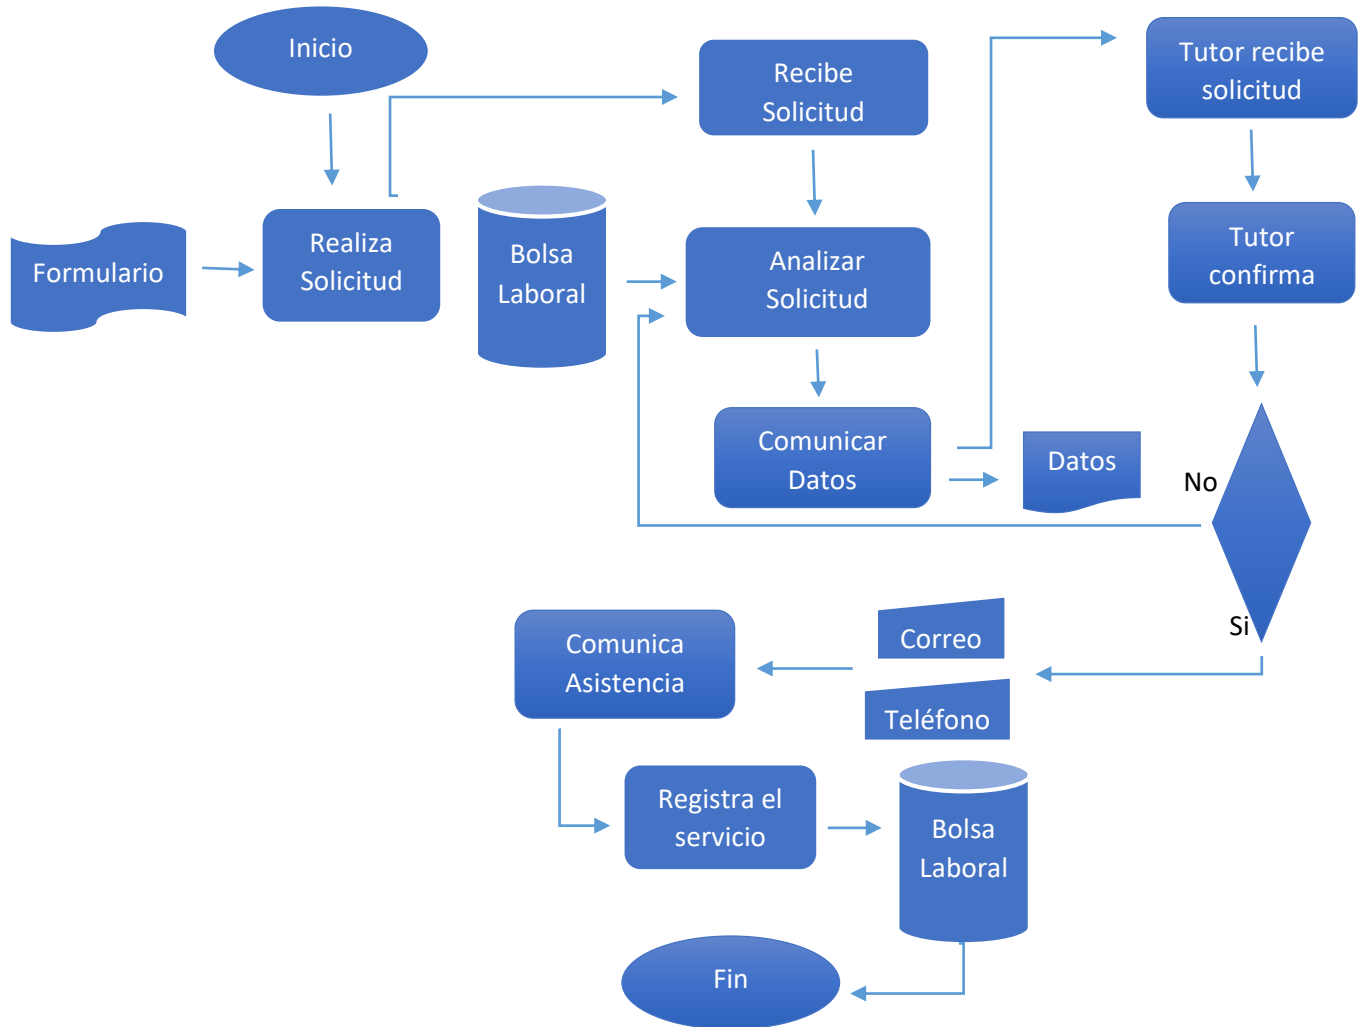 Inicio
Recibe
Solicitud
Tutor recibe
solicitud
Formulario
Realiza
Solicitud
Bolsa
Laboral
Analizar
Solicitud
Tutor
confirma
Comunicar
Datos
Datos
No
Si
Correo
Teléfono
Comunica
Asistencia
Registra el
servicio
Bolsa
Laboral
Fin